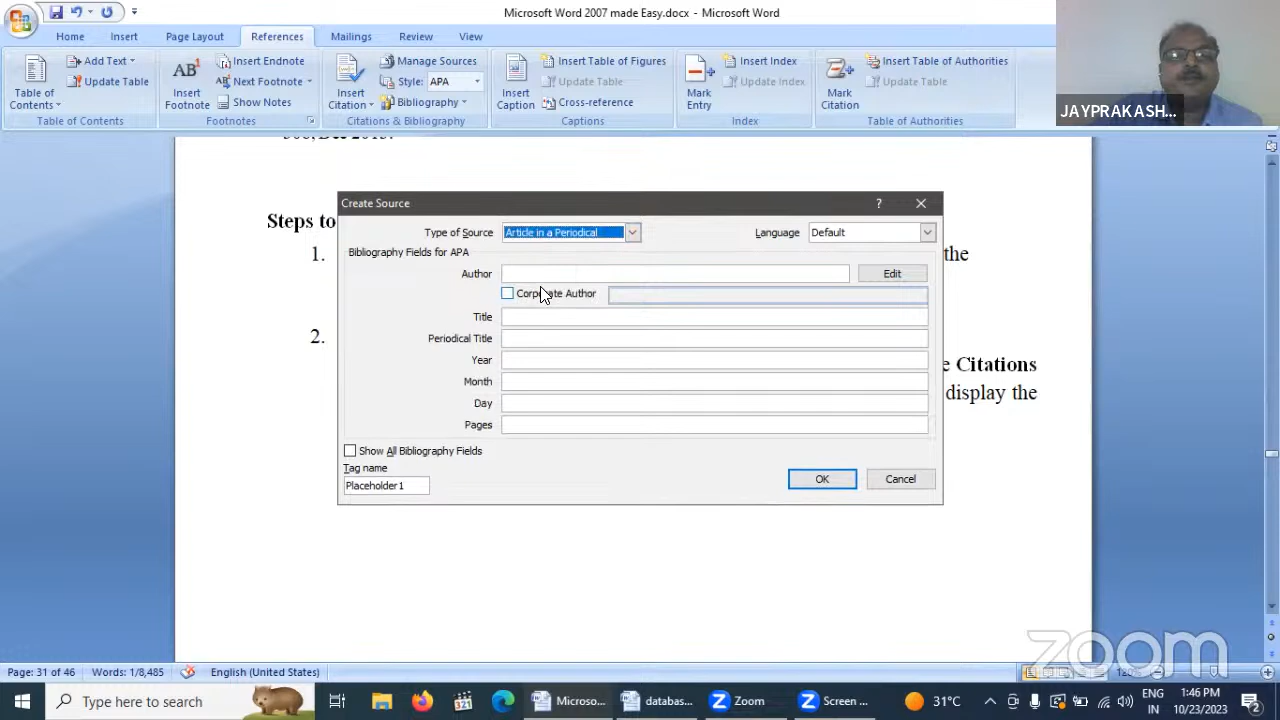 Microsoft Word 2007 made Easy.docx - Microsoft Word
Home Insert Page Layout References Mailings Review View
Table of Contents
Add Text
Update Table
Table of Contents
AB1
Insert Footnote
Insert Endnote
AB Next Footnote
Show Notes
Footnotes
Insert Citation
Manage Sources
Style: APA
Bibliography
Citations & Bibliography
Insert Caption
Insert Table of Figures
Update Table
Cross-reference
Captions
Mark Entry
Insert Index
Update Index
Index
Mark Citation
Insert Table of Authorities
Update Table
Table of Authorities
JAYPRAKASH...
Steps to
1. the
2.
e Citations
display the
Create Source ?
Type of Source Article in a Periodical Language Default
Bibliography Fields for APA
Author Edit
Corporate Author
Title
Periodical Title
Year
Month
Day
Pages
Show All Bibliography Fields
Tag name
Placeholder1
OK Cancel
zoom
Page: 31 of 46 Words: 1/8,485 English (United States)
Type here to search
Microso... databas... Zoom Screen ... 31°C
ENG IN
1:46 PM
10/23/2023
2